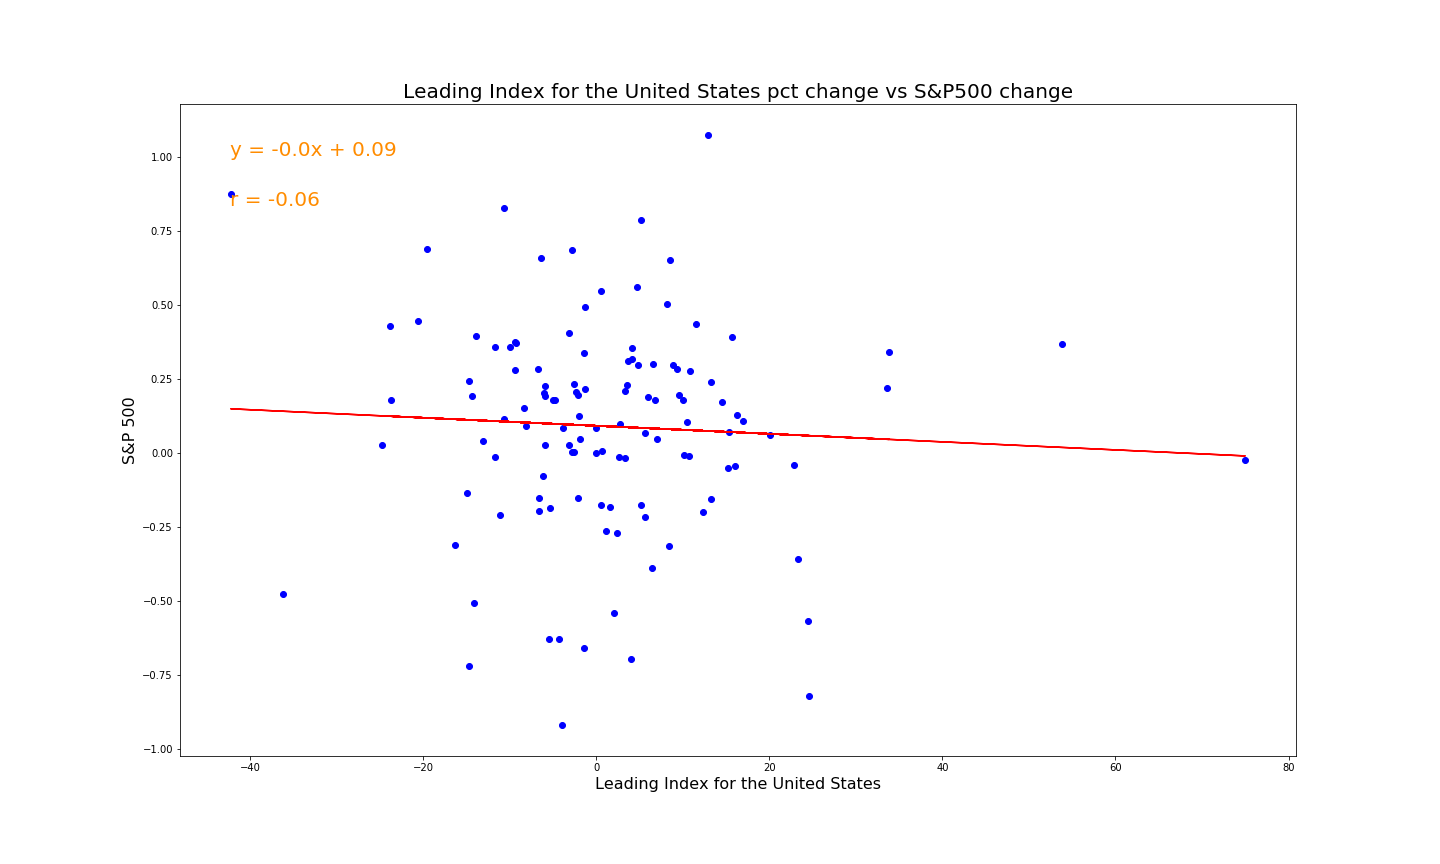 Leading Index for the United States pct change vs S&P500 change
y = -0.0x + 0.09
r = -0.06
1.00
0.75
0.50
0.25
0.00
−0.25
−0.50
−0.75
−1.00
S&P 500
−40 −20 0 20 40 60 80
Leading Index for the United States